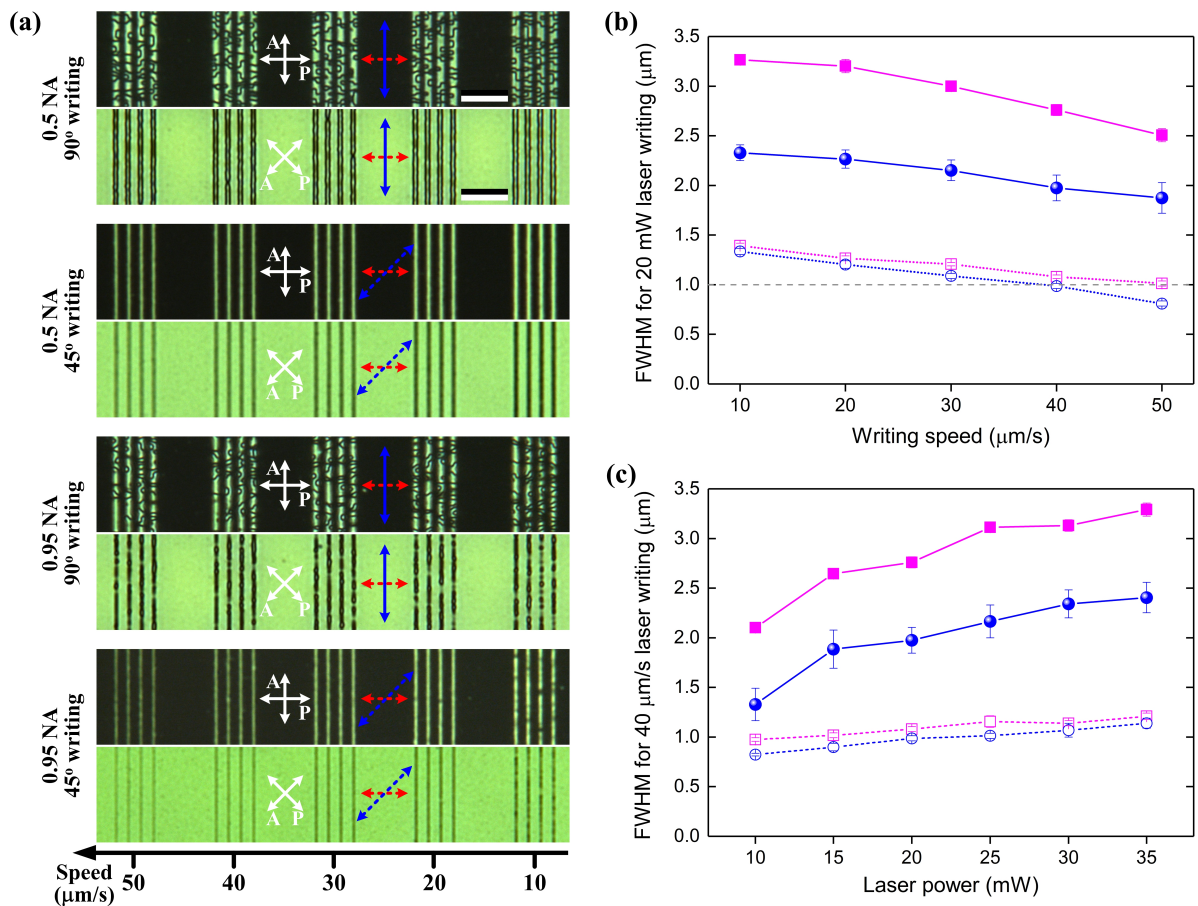 (a)
0.5 NA
90° writing
A
P
A
P
0.5 NA
45° writing
A
P
A
P
0.95 NA
90° writing
A
P
A
P
0.95 NA
45° writing
A
P
A
P
Speed
(μm/s)
50
40
30
20
10
(b)
FWHM for 20 mW laser writing (μm)
3.5
3.0
2.5
2.0
1.5
1.0
0.5
0.0
10
20
30
40
50
Writing speed (μm/s)
(c)
FWHM for 40 μm/s laser writing (μm)
3.5
3.0
2.5
2.0
1.5
1.0
0.5
0.0
10
15
20
25
30
35
Laser power (mW)